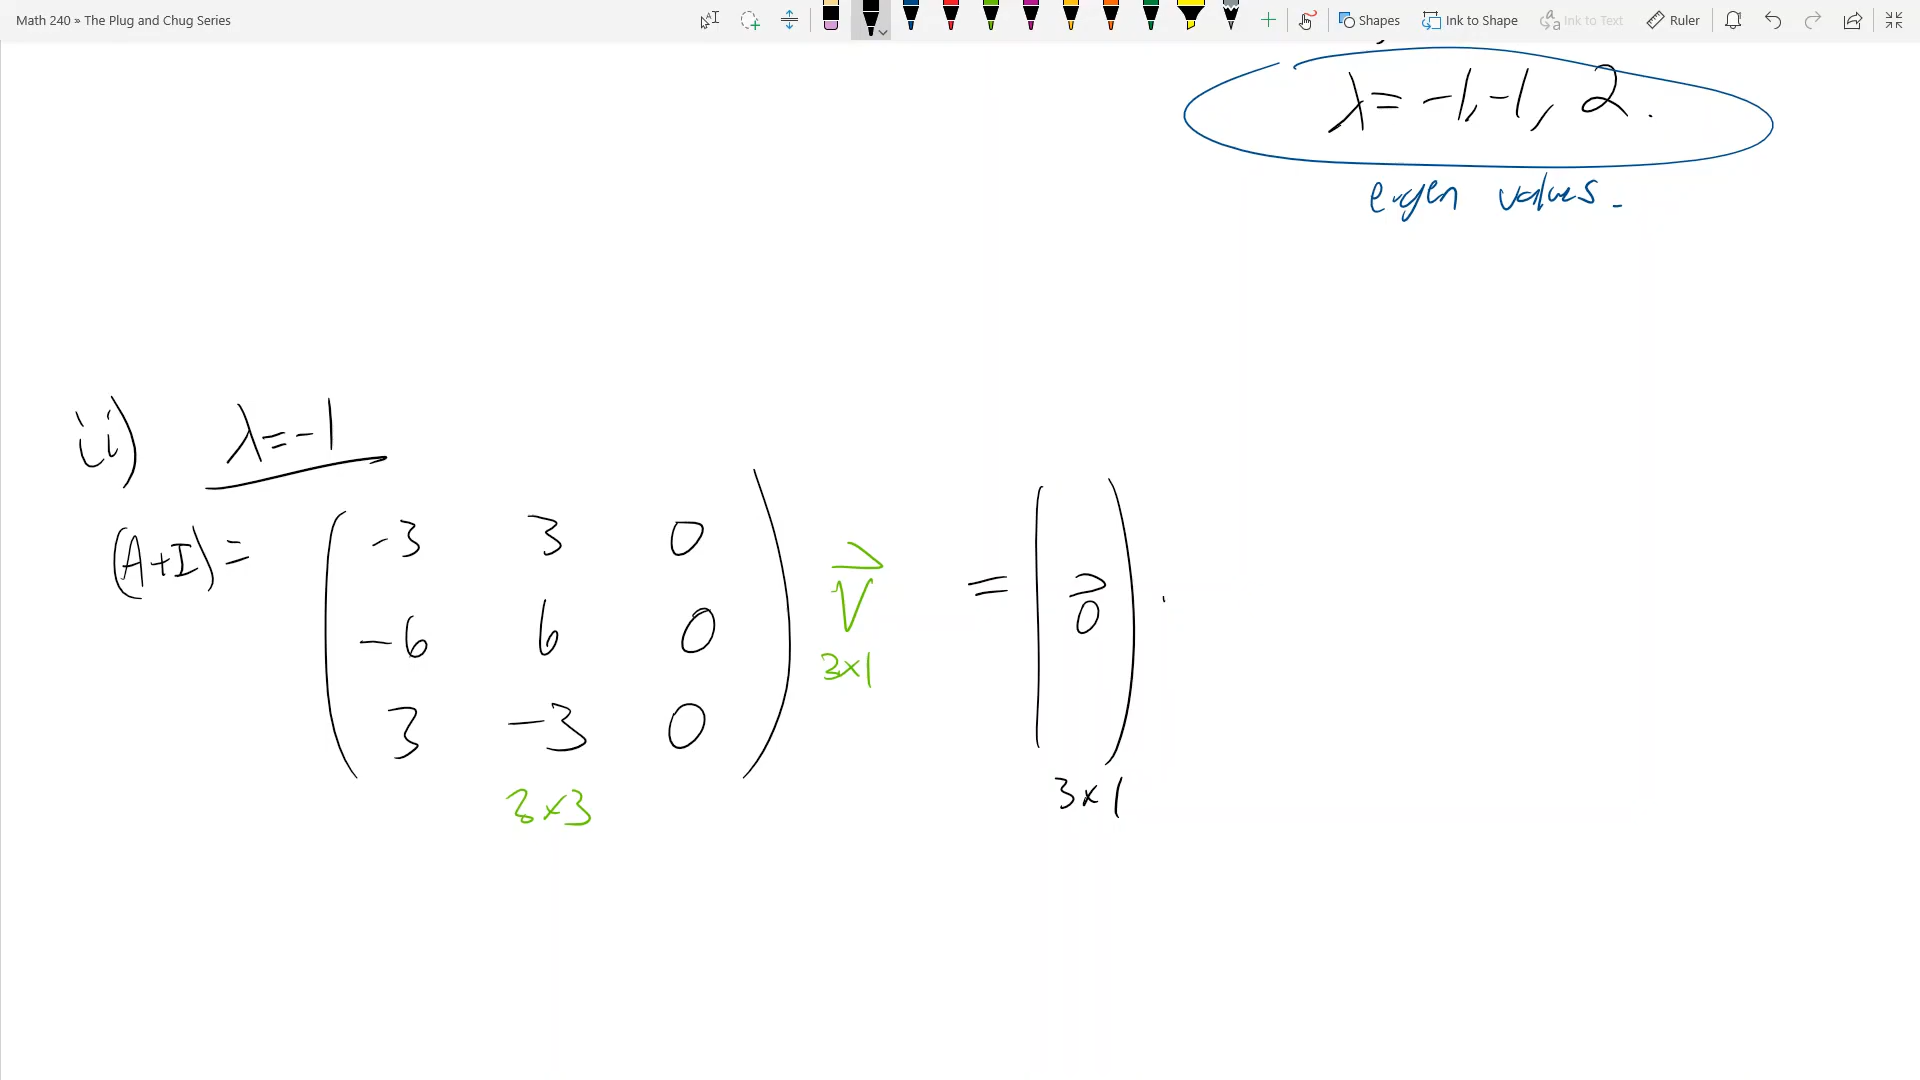 Math 240 » The Plug and Chug Series
Shapes
Ink to Shape
Ink to Text
Ruler
λ = -1, -1, 2.
eigen values.
ii) λ = -1
(A+I) =
-3 3 0
-6 6 0
3 -3 0
3×3
V⃗
3×1
= ( 0⃗ ) .
3×1